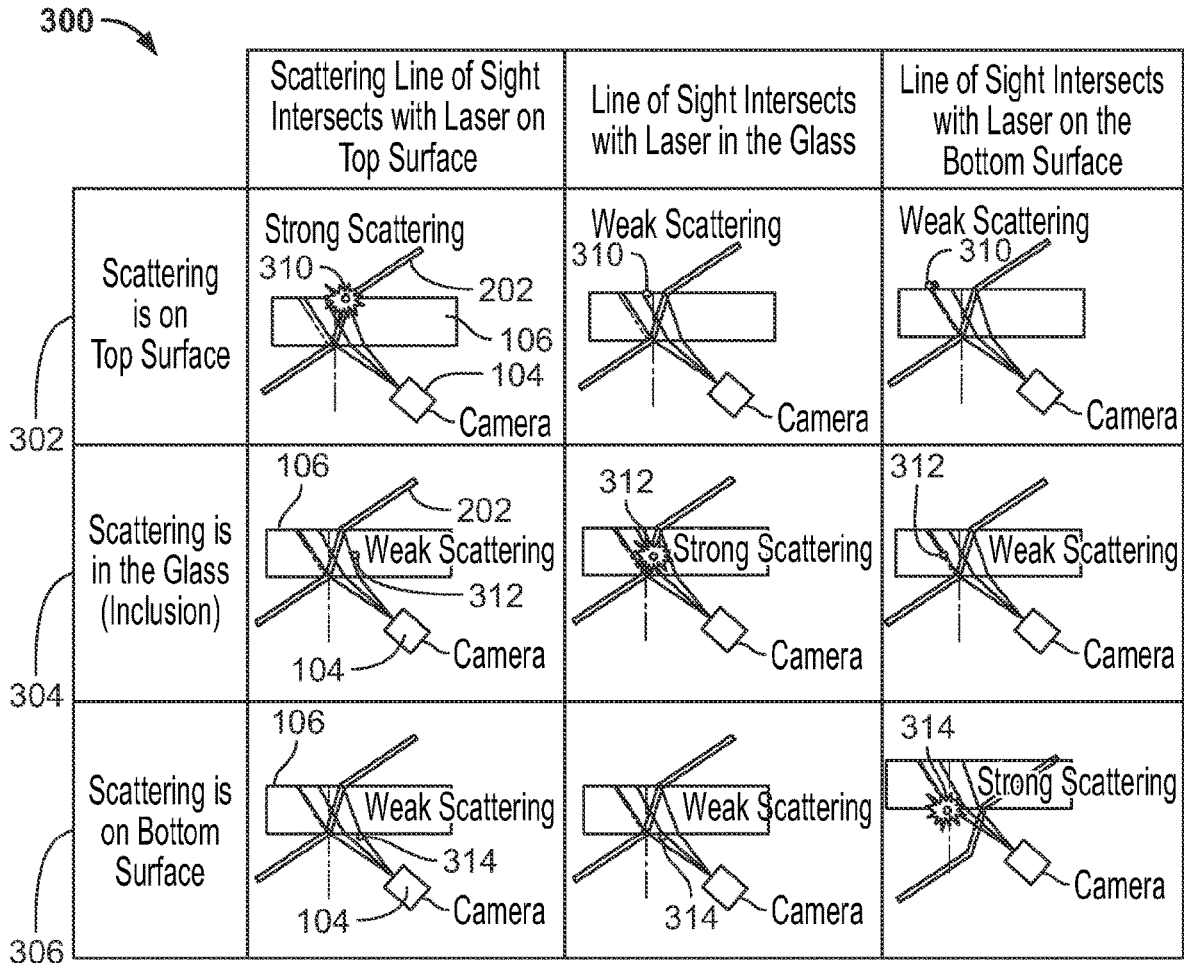 300
Scattering Line of Sight
Intersects with Laser on
Top Surface
Line of Sight Intersects
with Laser in the Glass
Line of Sight Intersects
with Laser on the
Bottom Surface
Scattering
is on
Top Surface
302
Strong Scattering
310
202
106
104
Camera
Weak Scattering
310
Camera
Weak Scattering
310
Camera
Scattering is
in the Glass
(Inclusion)
304
106
202
Weak Scattering
312
104
Camera
312
Strong Scattering
Camera
312
Weak Scattering
Camera
Scattering is
on Bottom
Surface
306
106
Weak Scattering
314
104
Camera
Weak Scattering
314
Camera
314
Strong Scattering
Camera